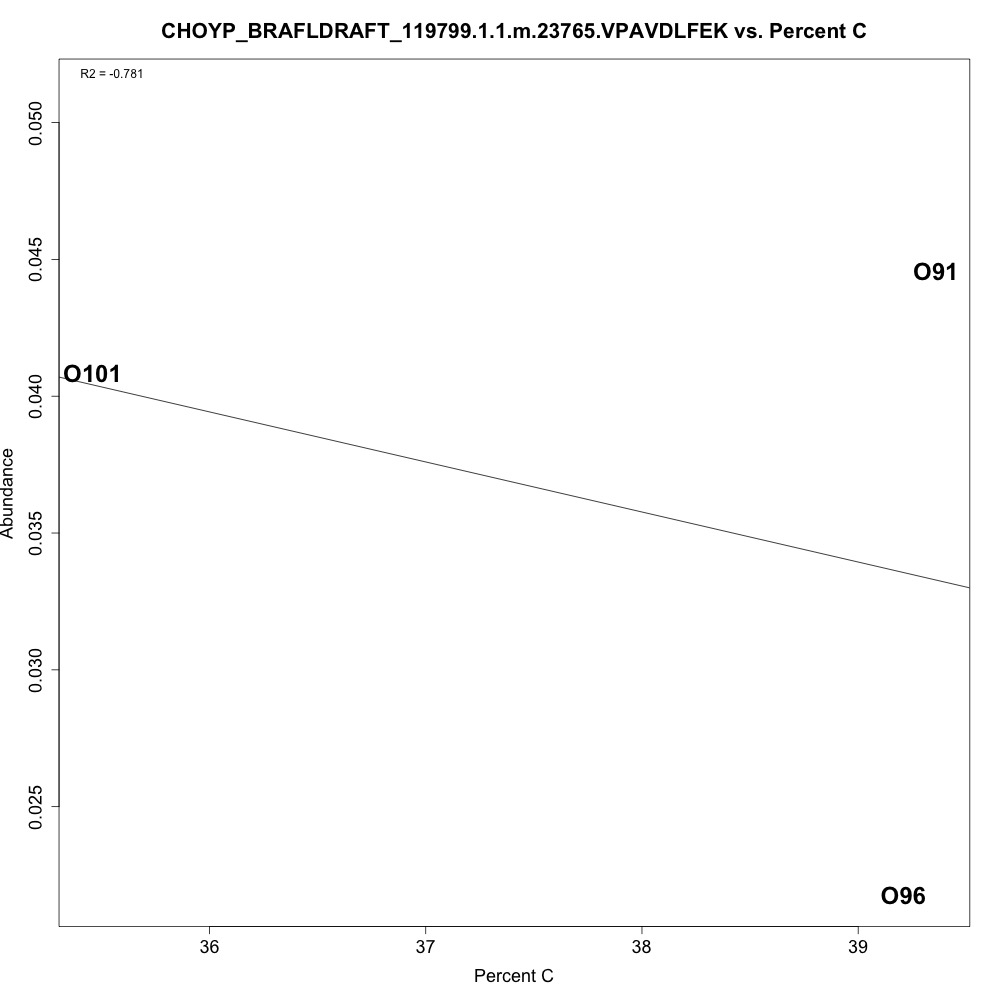 CHOYP_BRAFLDRAFT_119799.1.1.m.23765.VPAVDLFEK vs. Percent C
R2 = -0.781
0.050
0.045
O91
O101
0.040
Abundance
0.035
0.030
0.025
O96
36
37
38
39
Percent C